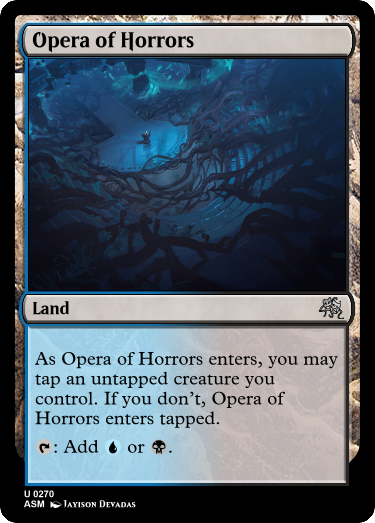 Opera of Horrors
Land
As Opera of Horrors enters, you may
tap an untapped creature you
control. If you don't, Opera of
Horrors enters tapped.
: Add or .
U 0270
ASM Jayison Devadas